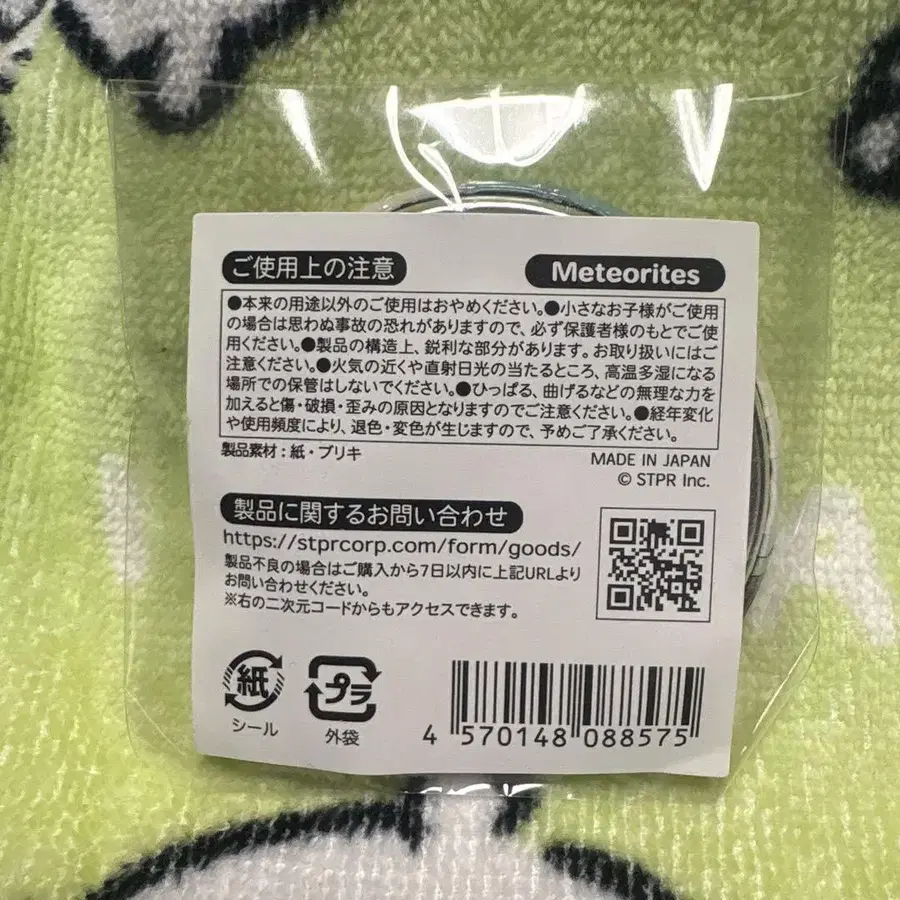 ご使用上の注意
Meteorites
●本来の用途以外のご使用はおやめください。●小さなお子様がご使用
の場合は思わぬ事故の恐れがありますので、必ず保護者様のもとでご使
用ください。●製品の構造上、鋭利な部分があります。お取り扱いにはご
注意ください。●火気の近くや直射日光の当たるところ、高温多湿になる
場所での保管はしないでください。●ひっぱる、曲げるなどの無理な力を
加えると傷・破損・歪みの原因となりますのでご注意ください。●経年変化
や使用頻度により、退色・変色が生じますので、予めご了承ください。
製品素材：紙・ブリキ
MADE IN JAPAN
© STPR Inc.
製品に関するお問い合わせ
https://stprcorp.com/form/goods/
製品不良の場合はご購入から7日以内に上記URLより
お問い合わせください。
※右の二次元コードからもアクセスできます。
紙
シール
プラ
外袋
4 570148 088575